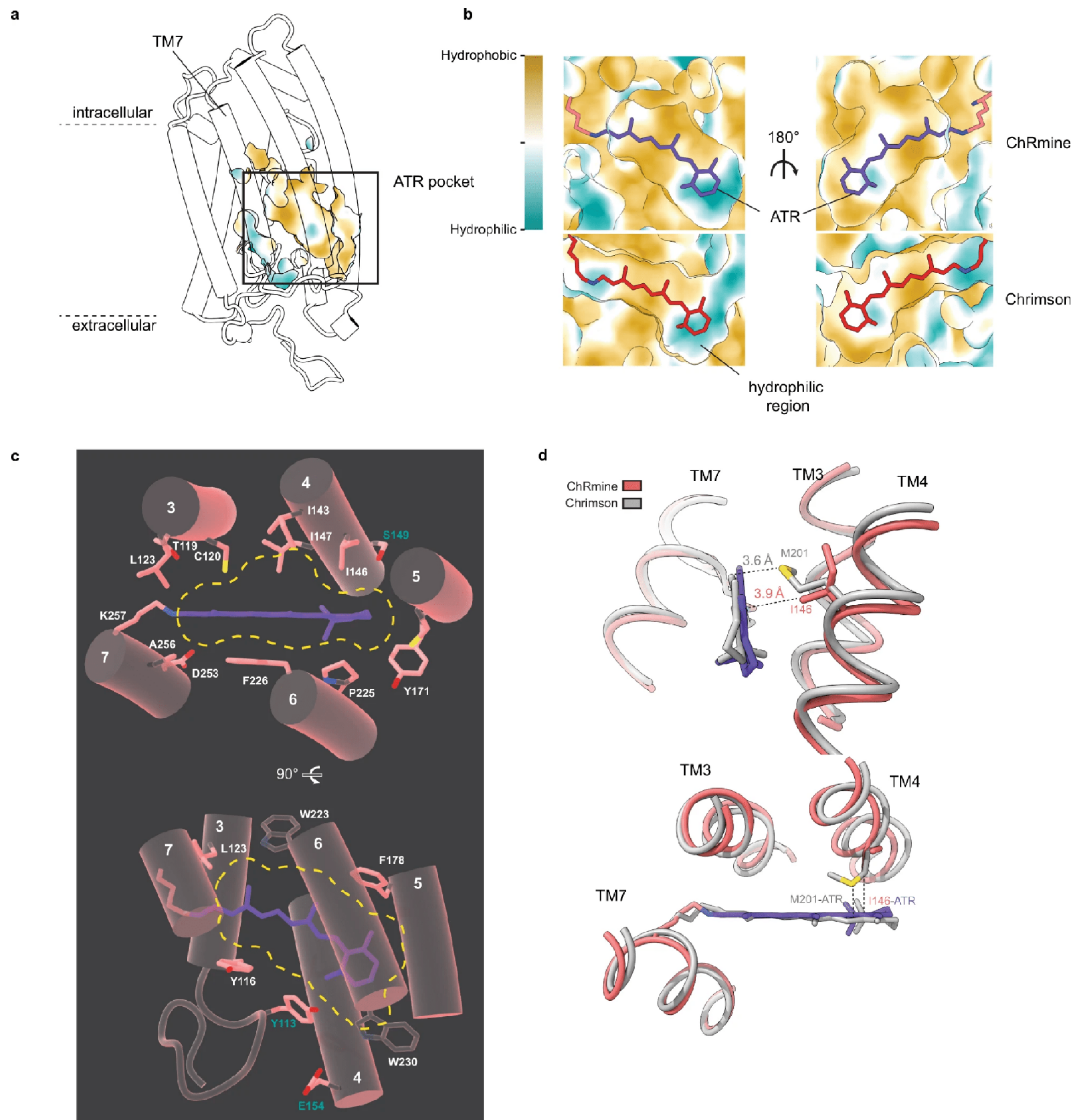 a
TM7
intracellular
ATR pocket
extracellular
b
Hydrophobic
Hydrophilic
180°
ATR
ChRmine
Chrimson
hydrophilic
region
c
3
4
I143
T119
L123
C120
I147
I146
S149
5
K257
A256
D253
7
F226
6
P225
Y171
90°
W223
3
L123
6
7
F178
5
Y116
Y113
W230
4
E154
d
ChRmine
Chrimson
TM7
TM3
TM4
M201
3.6 Å
3.9 Å
I146
TM3
TM4
TM7
M201-ATR
I146-ATR